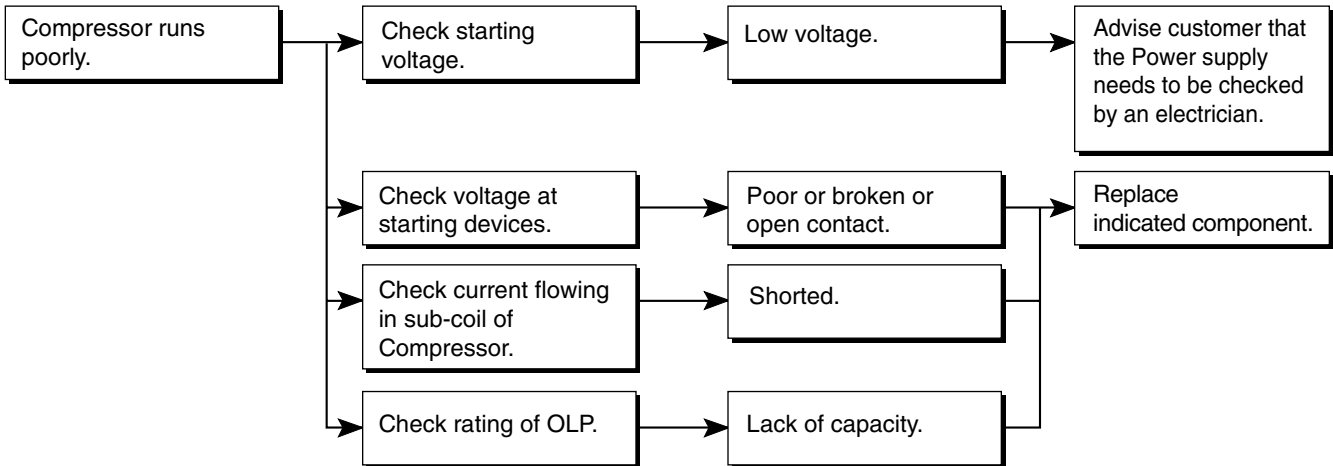 Compressor runs
poorly.
Check starting
voltage.
Low voltage.
Advise customer that
the Power supply
needs to be checked
by an electrician.
Check voltage at
starting devices.
Poor or broken or
open contact.
Replace
indicated component.
Check current flowing
in sub-coil of
Compressor.
Shorted.
Check rating of OLP.
Lack of capacity.